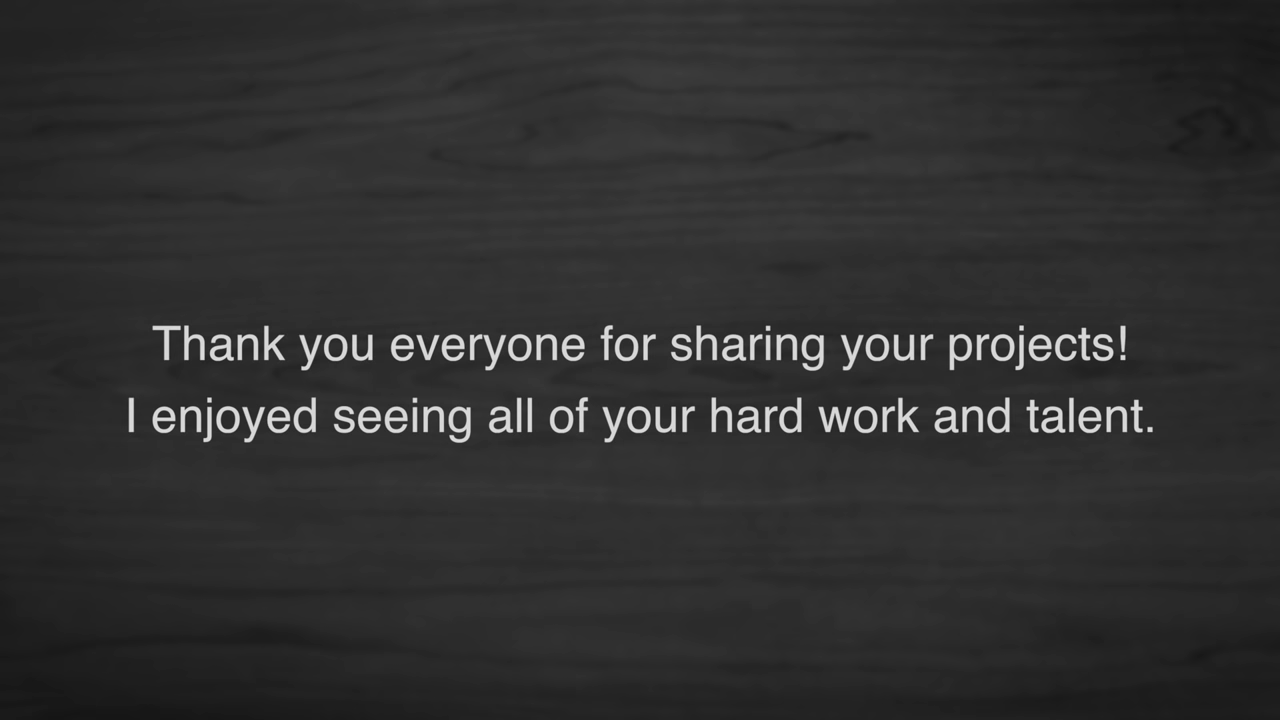 Thank you everyone for sharing your projects!
I enjoyed seeing all of your hard work and talent.